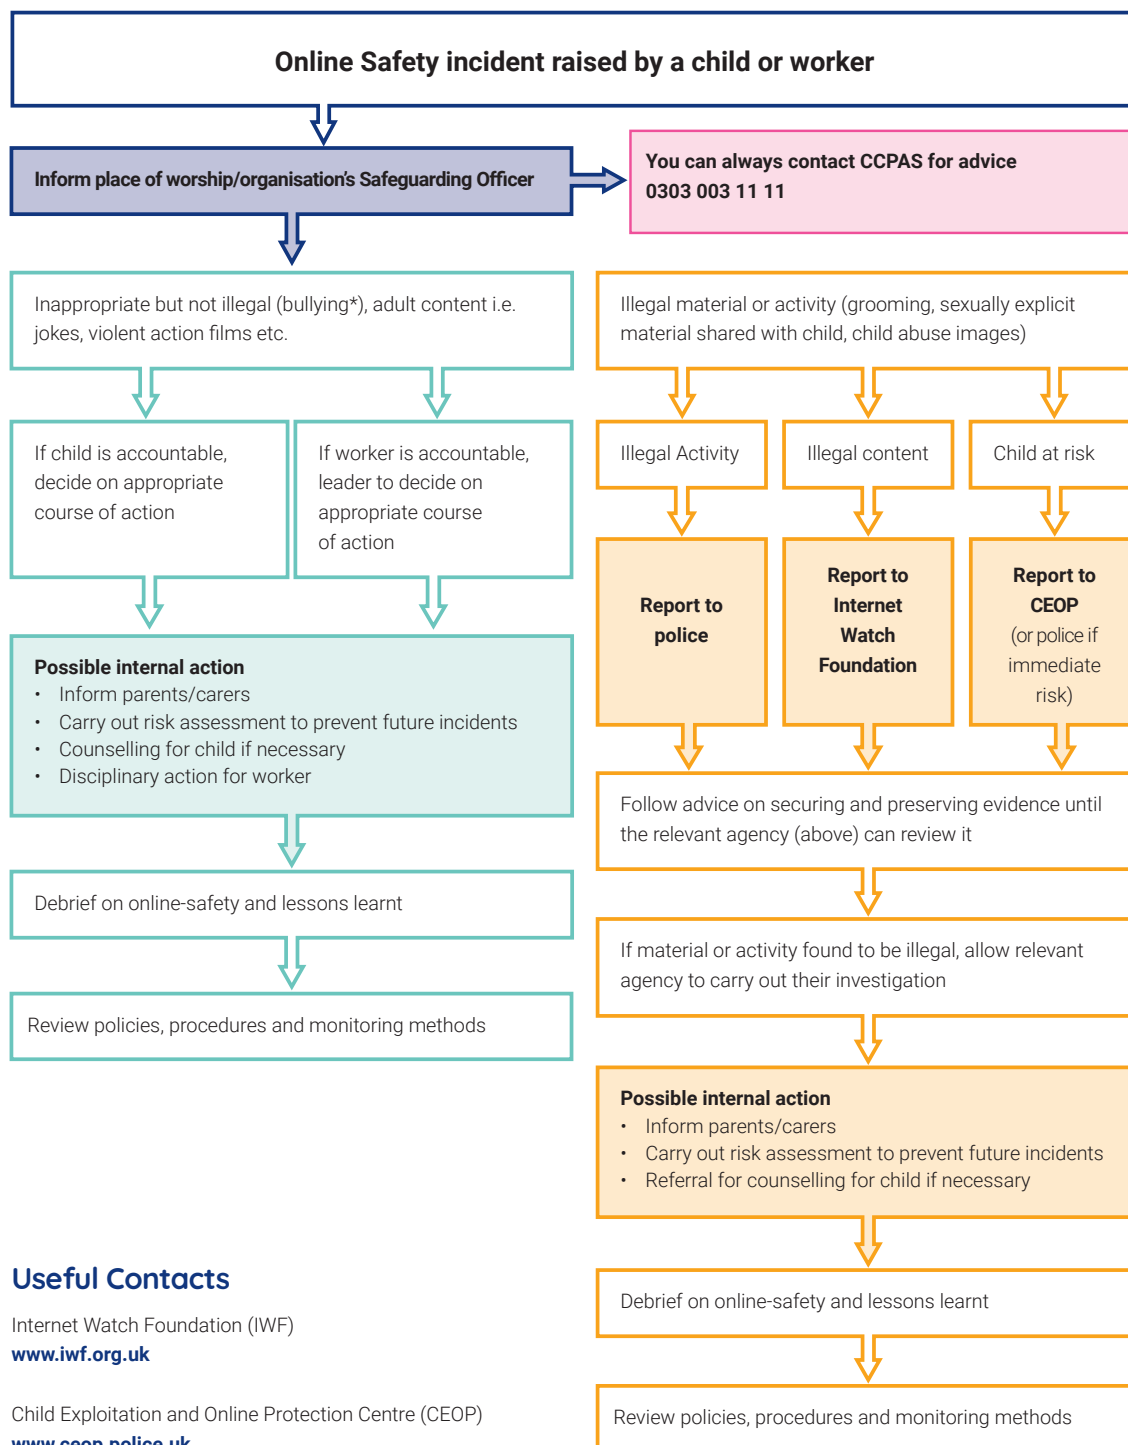 Online Safety incident raised by a child or worker
Inform place of worship/organisation's Safeguarding Officer
You can always contact CCPAS for advice
0303 003 11 11
Inappropriate but not illegal (bullying*), adult content i.e.
jokes, violent action films etc.
If child is accountable,
decide on appropriate
course of action
If worker is accountable,
leader to decide on
appropriate course
of action
Possible internal action
• Inform parents/carers
• Carry out risk assessment to prevent future incidents
• Counselling for child if necessary
• Disciplinary action for worker
Debrief on online-safety and lessons learnt
Review policies, procedures and monitoring methods
Illegal material or activity (grooming, sexually explicit
material shared with child, child abuse images)
Illegal Activity
Illegal content
Child at risk
Report to
police
Report to
Internet
Watch
Foundation
Report to
CEOP
(or police if
immediate
risk)
Follow advice on securing and preserving evidence until
the relevant agency (above) can review it
If material or activity found to be illegal, allow relevant
agency to carry out their investigation
Possible internal action
• Inform parents/carers
• Carry out risk assessment to prevent future incidents
• Referral for counselling for child if necessary
Debrief on online-safety and lessons learnt
Review policies, procedures and monitoring methods
Useful Contacts
Internet Watch Foundation (IWF)
www.iwf.org.uk
Child Exploitation and Online Protection Centre (CEOP)
www.ceop.police.uk